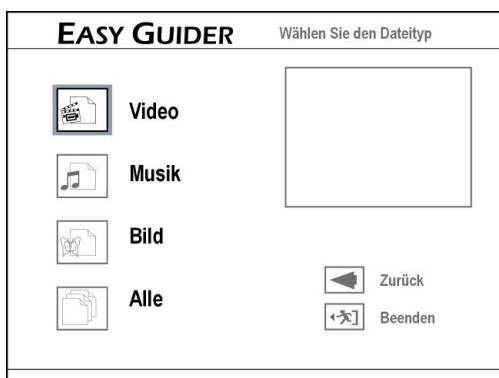 EASY GUIDER
Wählen Sie den Dateityp
Video
Musik
Bild
Alle
Zurück
Beenden